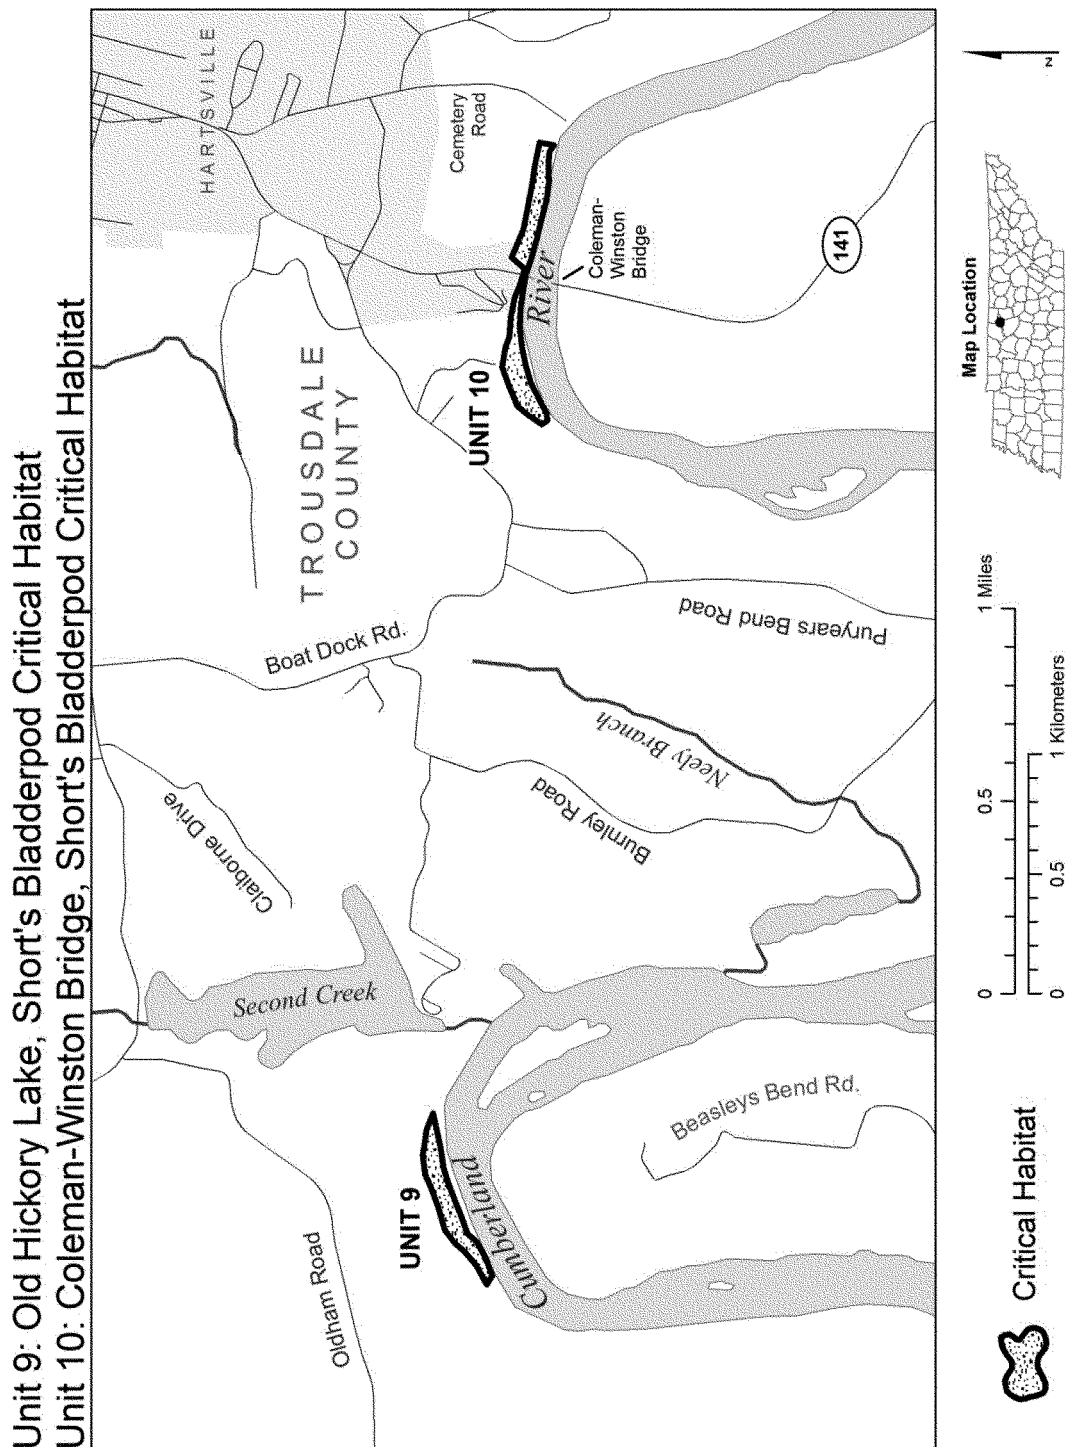 Unit 9: Old Hickory Lake, Short's Bladderpod Critical Habitat
Unit 10: Coleman-Winston Bridge, Short's Bladderpod Critical Habitat
HARTSVILLE
Cemetery
Road
TROUSDALE
COUNTY
Claiborne Drive
Boat Dock Rd.
Second Creek
Oldham Road
UNIT 9
UNIT 10
Cumberland
River
Coleman-
Winston
Bridge
Burnley Road
Neely Branch
Puryears Bend Road
Beasleys Bend Rd.
141
Critical Habitat
0 0.5 1 Miles
0 0.5 1 Kilometers
Map Location
N